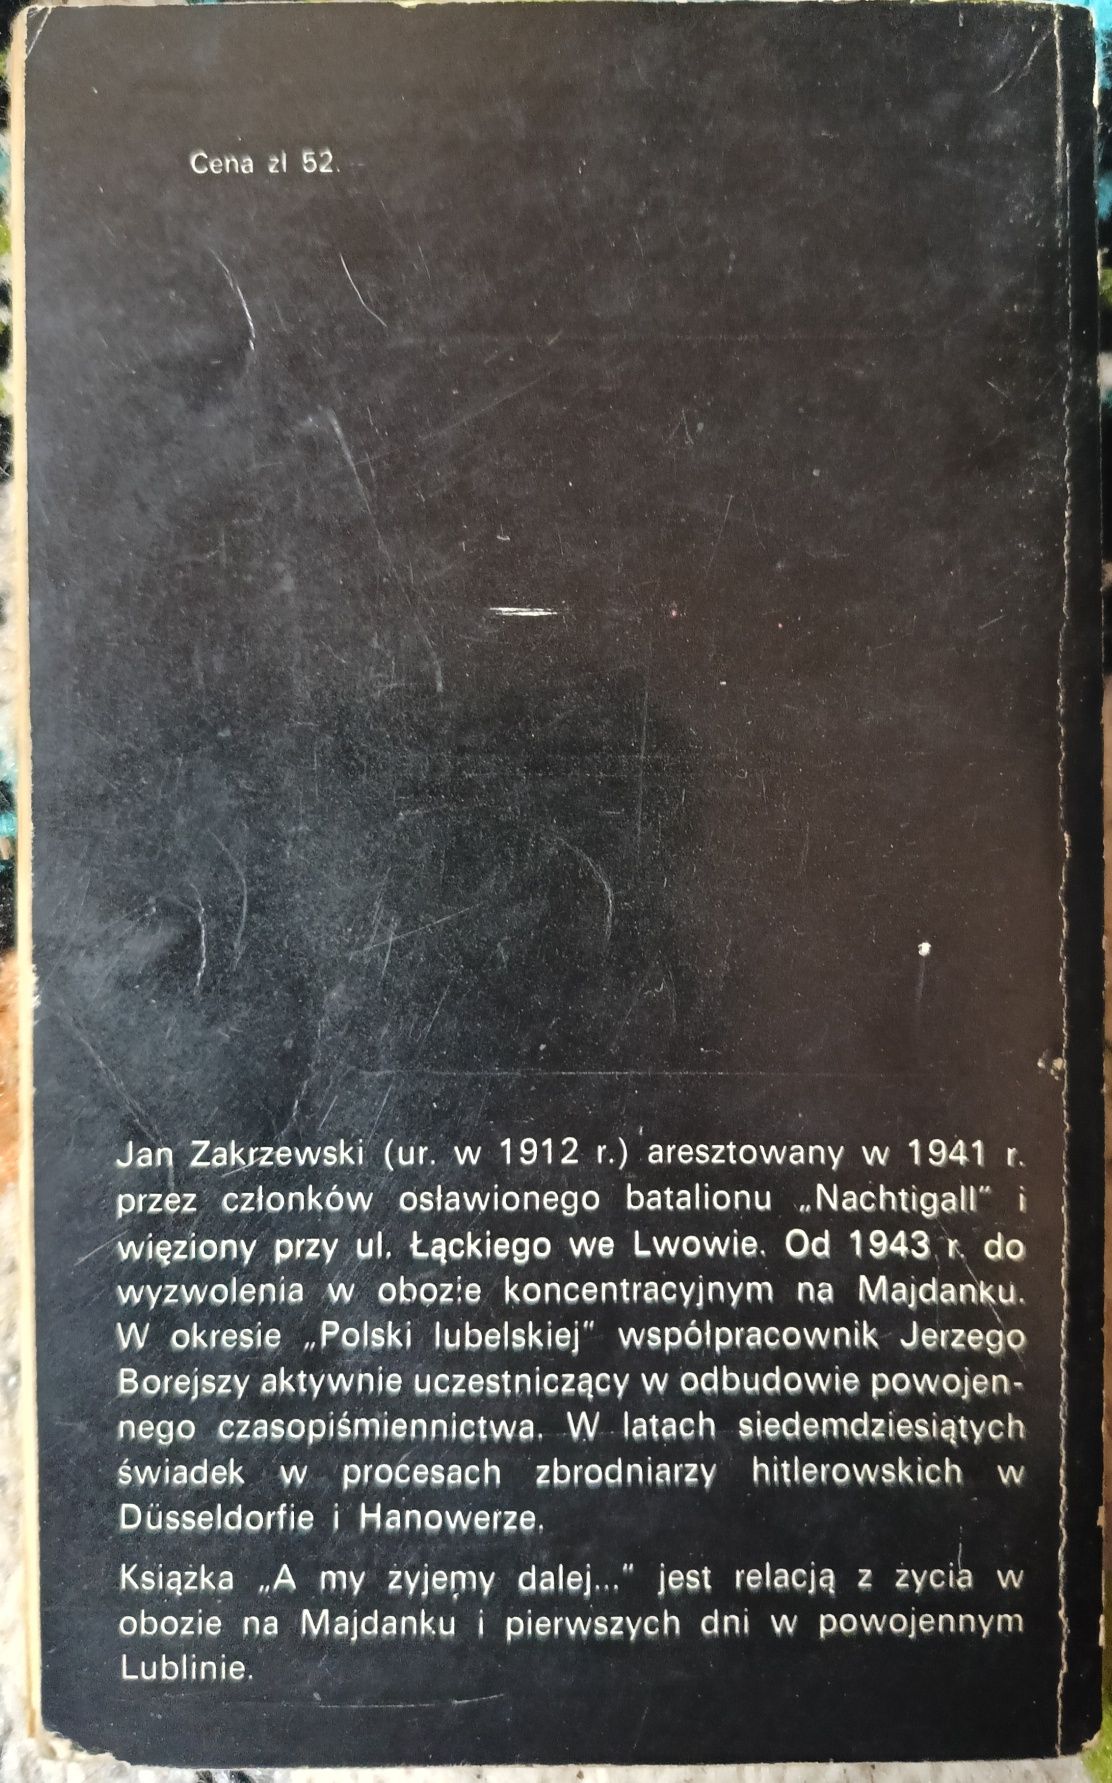 Cena zł 52.
Jan Zakrzewski (ur. w 1912 r.) aresztowany w 1941 r.
przez członków osławionego batalionu „Nachtigall" i
więziony przy ul. Łąckiego we Lwowie. Od 1943 r. do
wyzwolenia w obozie koncentracyjnym na Majdanku.
W okresie „Polski lubelskiej" współpracownik Jerzego
Borejszy aktywnie uczestniczący w odbudowie powojen-
nego czasopiśmiennictwa. W latach siedemdziesiątych
świadek w procesach zbrodniarzy hitlerowskich w
Düsseldorfie i Hanowerze.
Książka „A my żyjemy dalej..." jest relacją z życia w
obozie na Majdanku i pierwszych dni w powojennym
Lublinie.